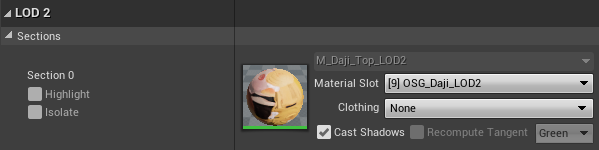 LOD 2
Sections
Section 0
Highlight
Isolate
M_Daji_Top_LOD2
Material Slot [9] OSG_Daji_LOD2
Clothing None
Cast Shadows Recompute Tangent Green